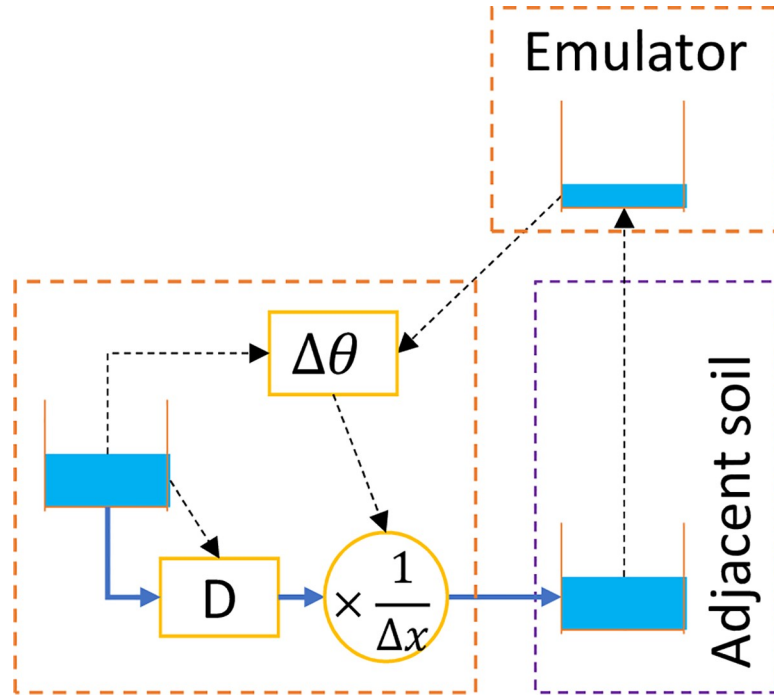 Emulator
Δθ
D
× 1/Δx
Adjacent soil